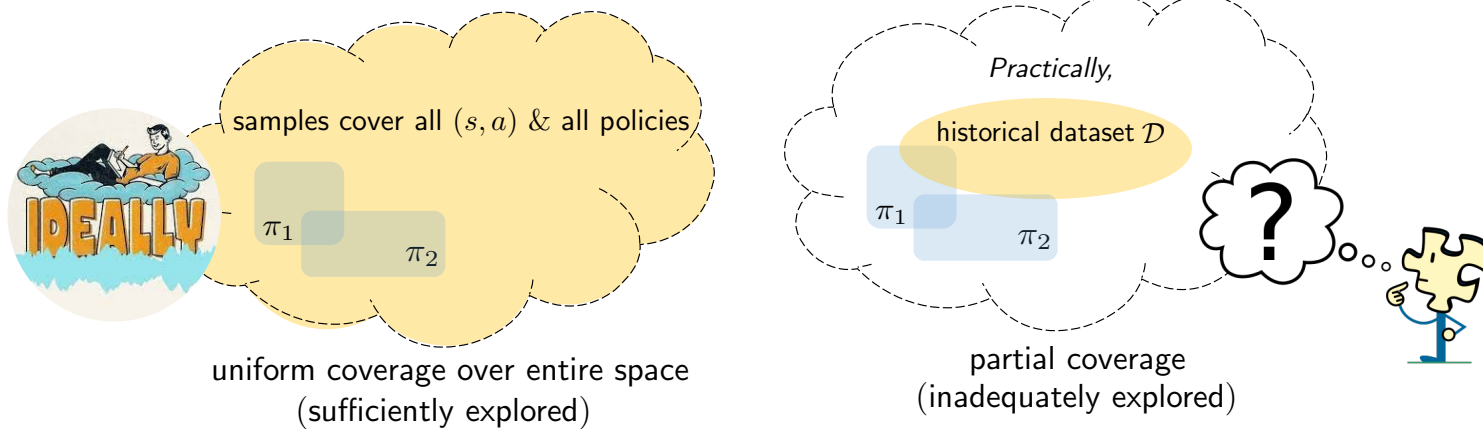 samples cover all (s, a) & all policies
IDEALLY
π₁
π₂
uniform coverage over entire space
(sufficiently explored)
Practically,
historical dataset 𝒟
π₁
π₂
?
partial coverage
(inadequately explored)